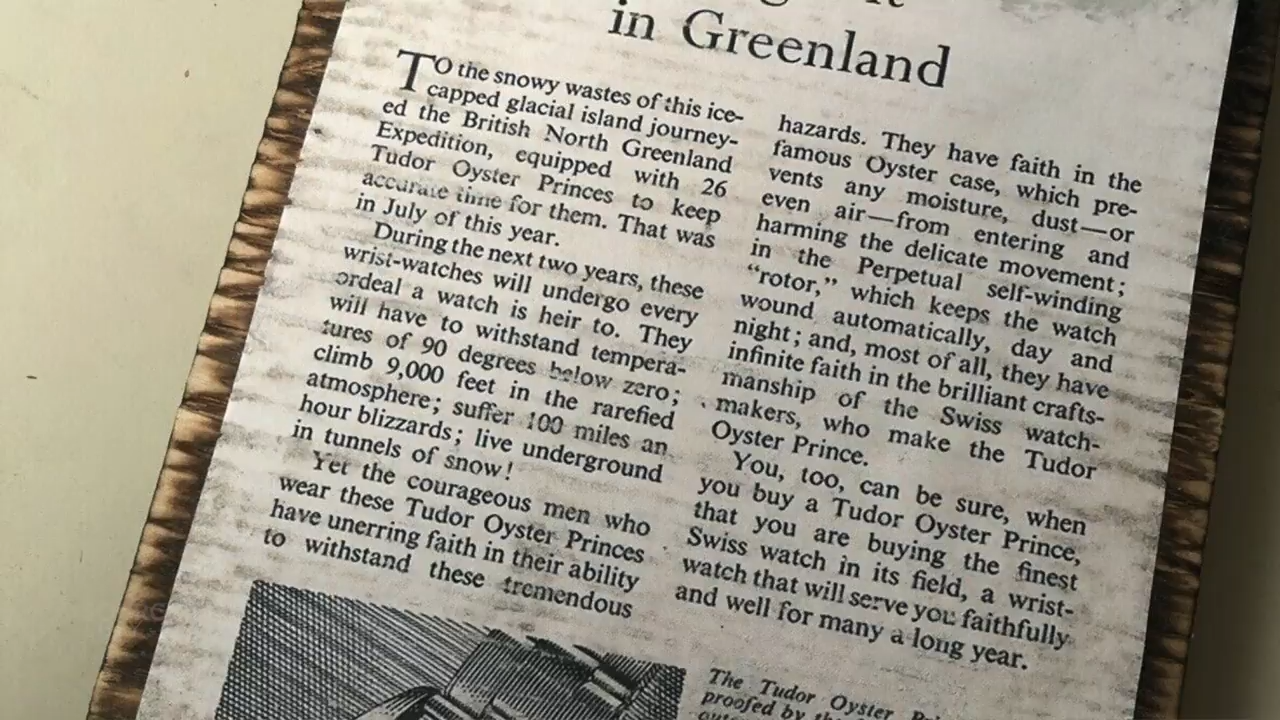 in Greenland
TO the snowy wastes of this ice-
capped glacial island journey-
ed the British North Greenland
Expedition, equipped with 26
Tudor Oyster Princes to keep
accurate time for them. That was
in July of this year.
During the next two years, these
wrist-watches will undergo every
ordeal a watch is heir to. They
will have to withstand tempera-
tures of 90 degrees below zero;
climb 9,000 feet in the rarefied
atmosphere; suffer 100 miles an
hour blizzards; live underground
in tunnels of snow!
Yet the courageous men who
wear these Tudor Oyster Princes
have unerring faith in their ability
to withstand these tremendous
hazards. They have faith in the
famous Oyster case, which pre-
vents any moisture, dust—or
even air—from entering and
harming the delicate movement;
in the Perpetual self-winding
“rotor,” which keeps the watch
wound automatically, day and
night; and, most of all, they have
infinite faith in the brilliant crafts-
manship of the Swiss watch-
makers, who make the Tudor
Oyster Prince.
You, too, can be sure, when
you buy a Tudor Oyster Prince,
that you are buying the finest
Swiss watch in its field, a wrist-
watch that will serve you faithfully
and well for many a long year.
The Tudor Oyster
proofed by